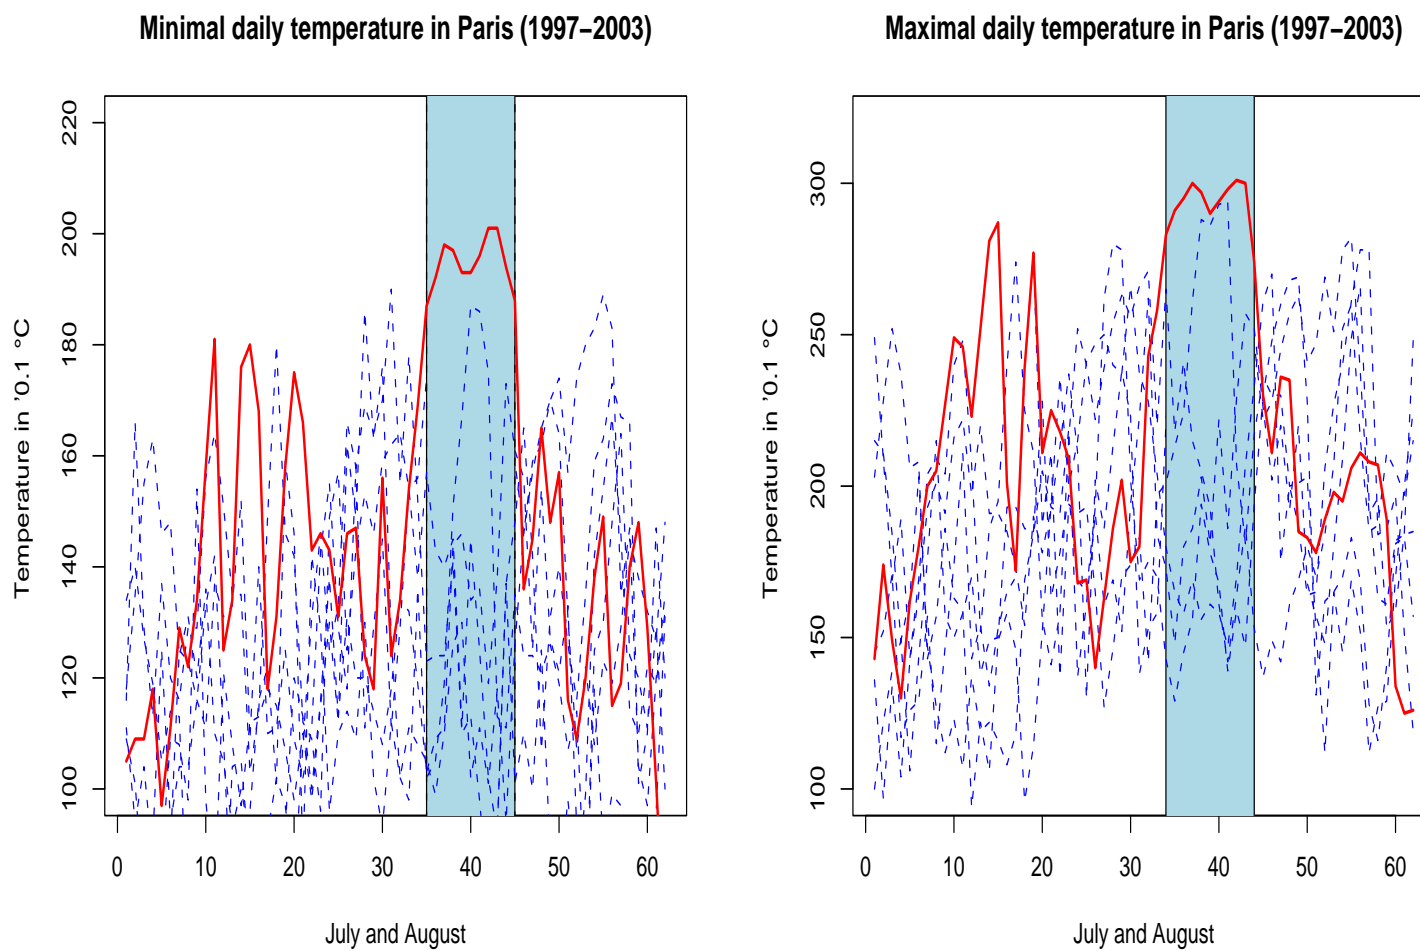 Minimal daily temperature in Paris (1997−2003)
Temperature in '0.1 °C
220
200
180
160
140
120
100
0 10 20 30 40 50 60
July and August
Maximal daily temperature in Paris (1997−2003)
Temperature in '0.1 °C
300
250
200
150
100
0 10 20 30 40 50 60
July and August